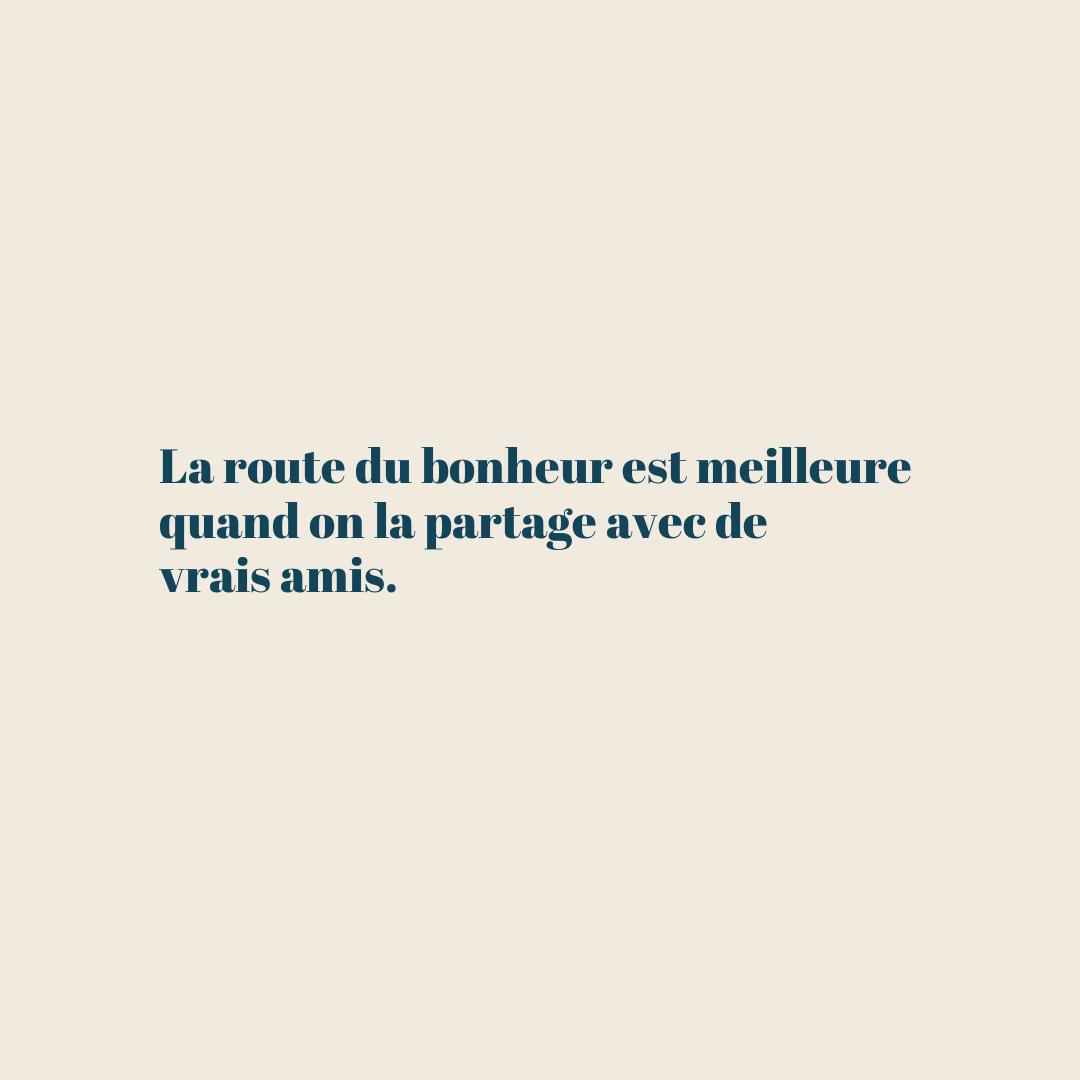 La route du bonheur est meilleure
quand on la partage avec de
vrais amis.